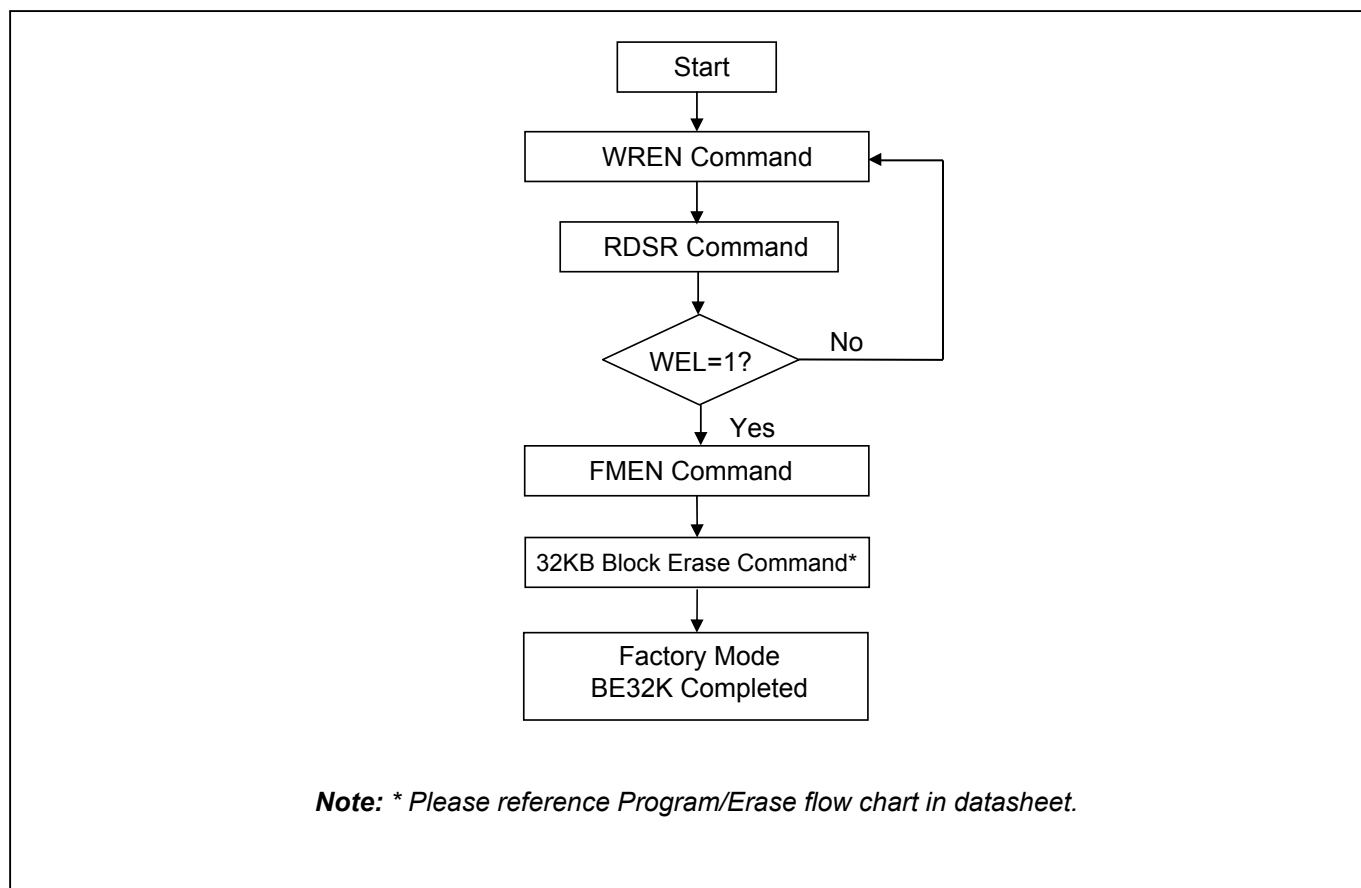 Start
WREN Command
RDSR Command
WEL=1?
No
Yes
FMEN Command
32KB Block Erase Command*
Factory Mode
BE32K Completed
Note: * Please reference Program/Erase flow chart in datasheet.